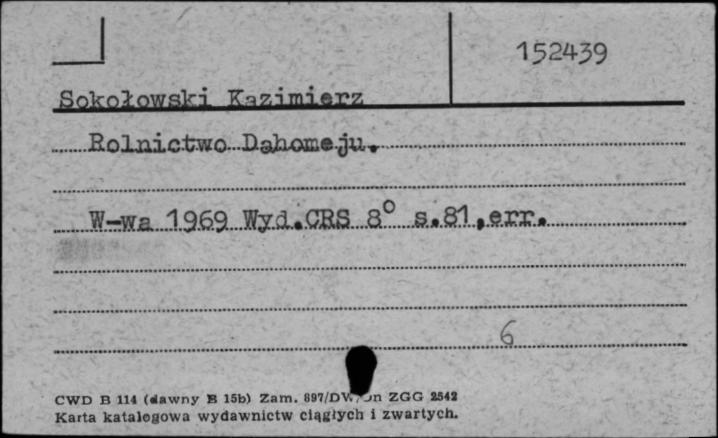 152439
Sokołowski Kazimierz
Rolnictwo Dahomeju.
W-wa 1969 Wyd.CRS 8° s.81,err.
6
CWD B 114 (dawny B 15b) Zam. 897/DW/ ZGG 2542
Karta katalogowa wydawnictw ciągłych i zwartych.